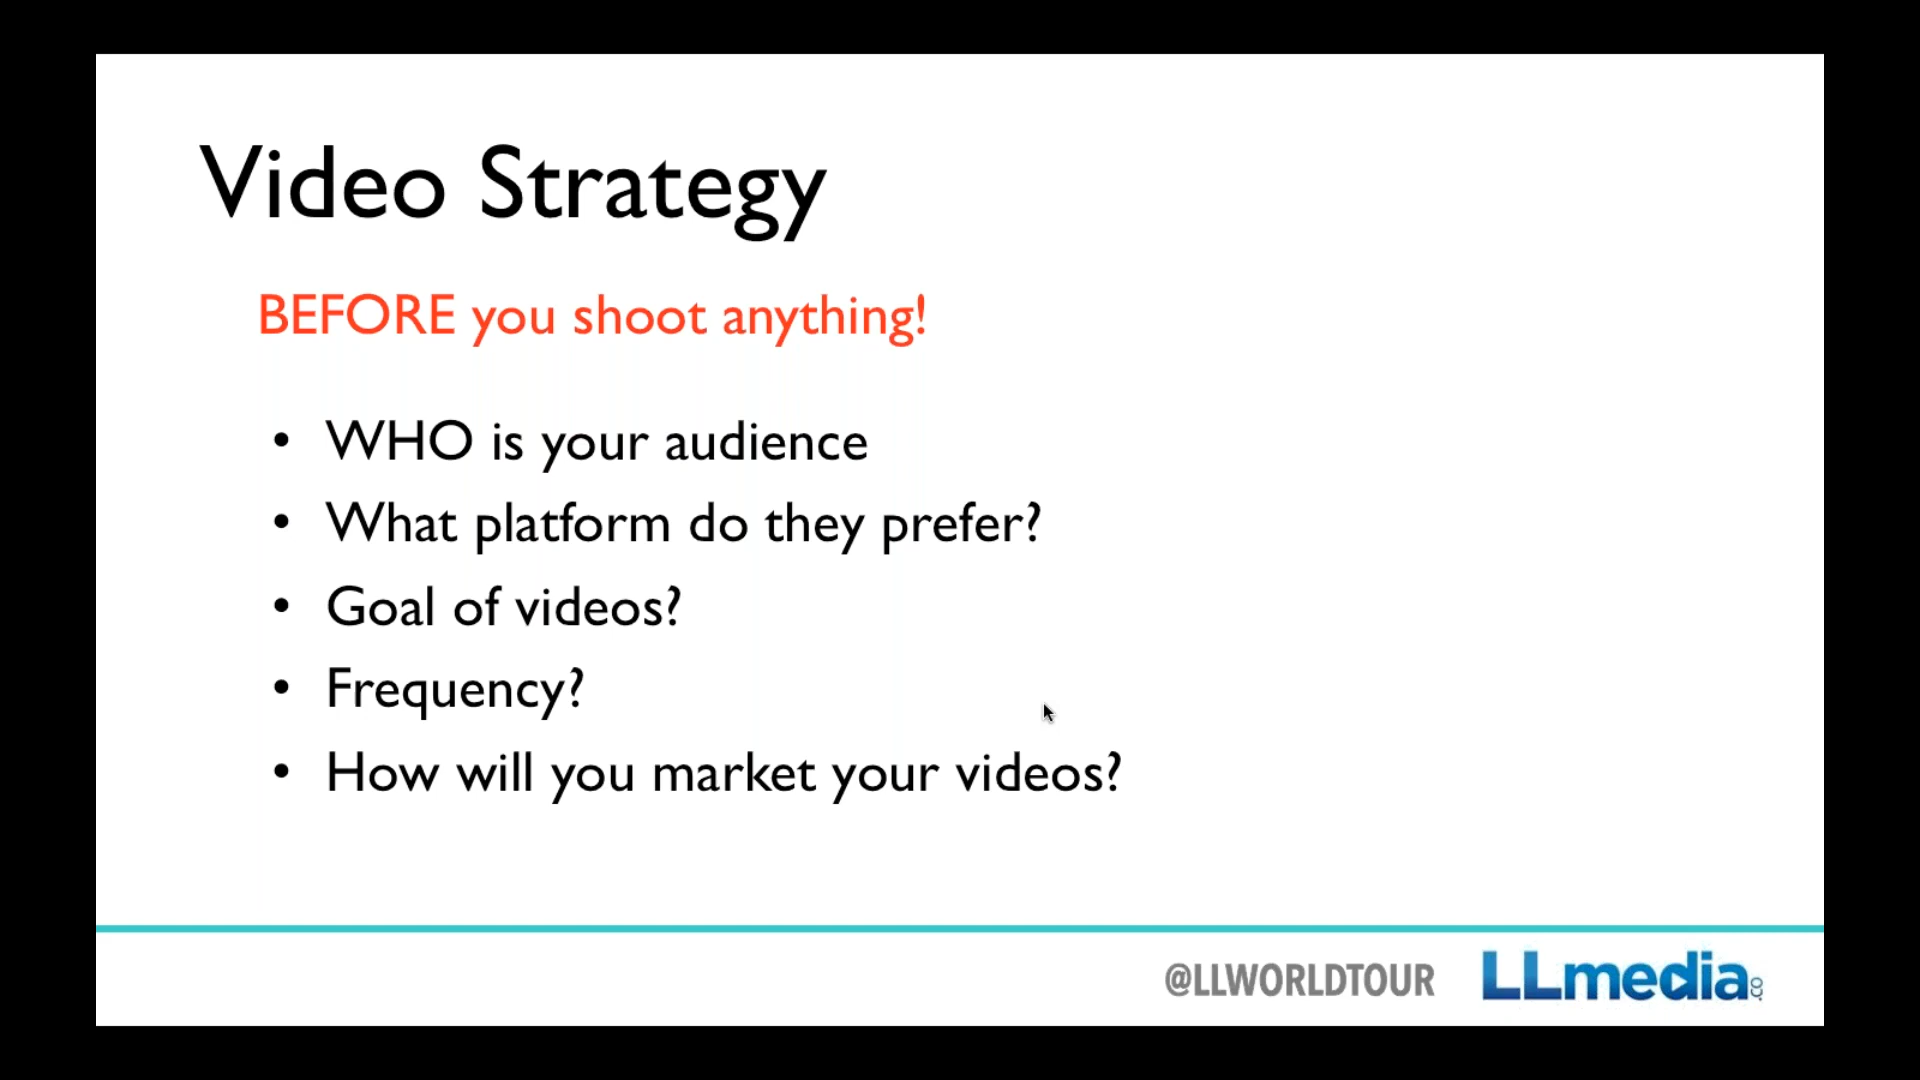 Video Strategy
BEFORE you shoot anything!
• WHO is your audience
• What platform do they prefer?
• Goal of videos?
• Frequency?
• How will you market your videos?
@LLWORLDTOUR LLmedia.co